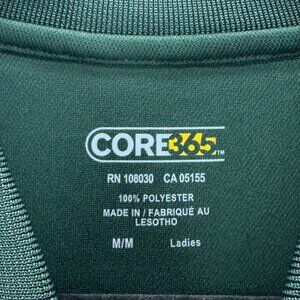 CORE365™
RN 108030 CA 05155
100% POLYESTER
MADE IN / FABRIQUÉ AU
LESOTHO
M/M Ladies